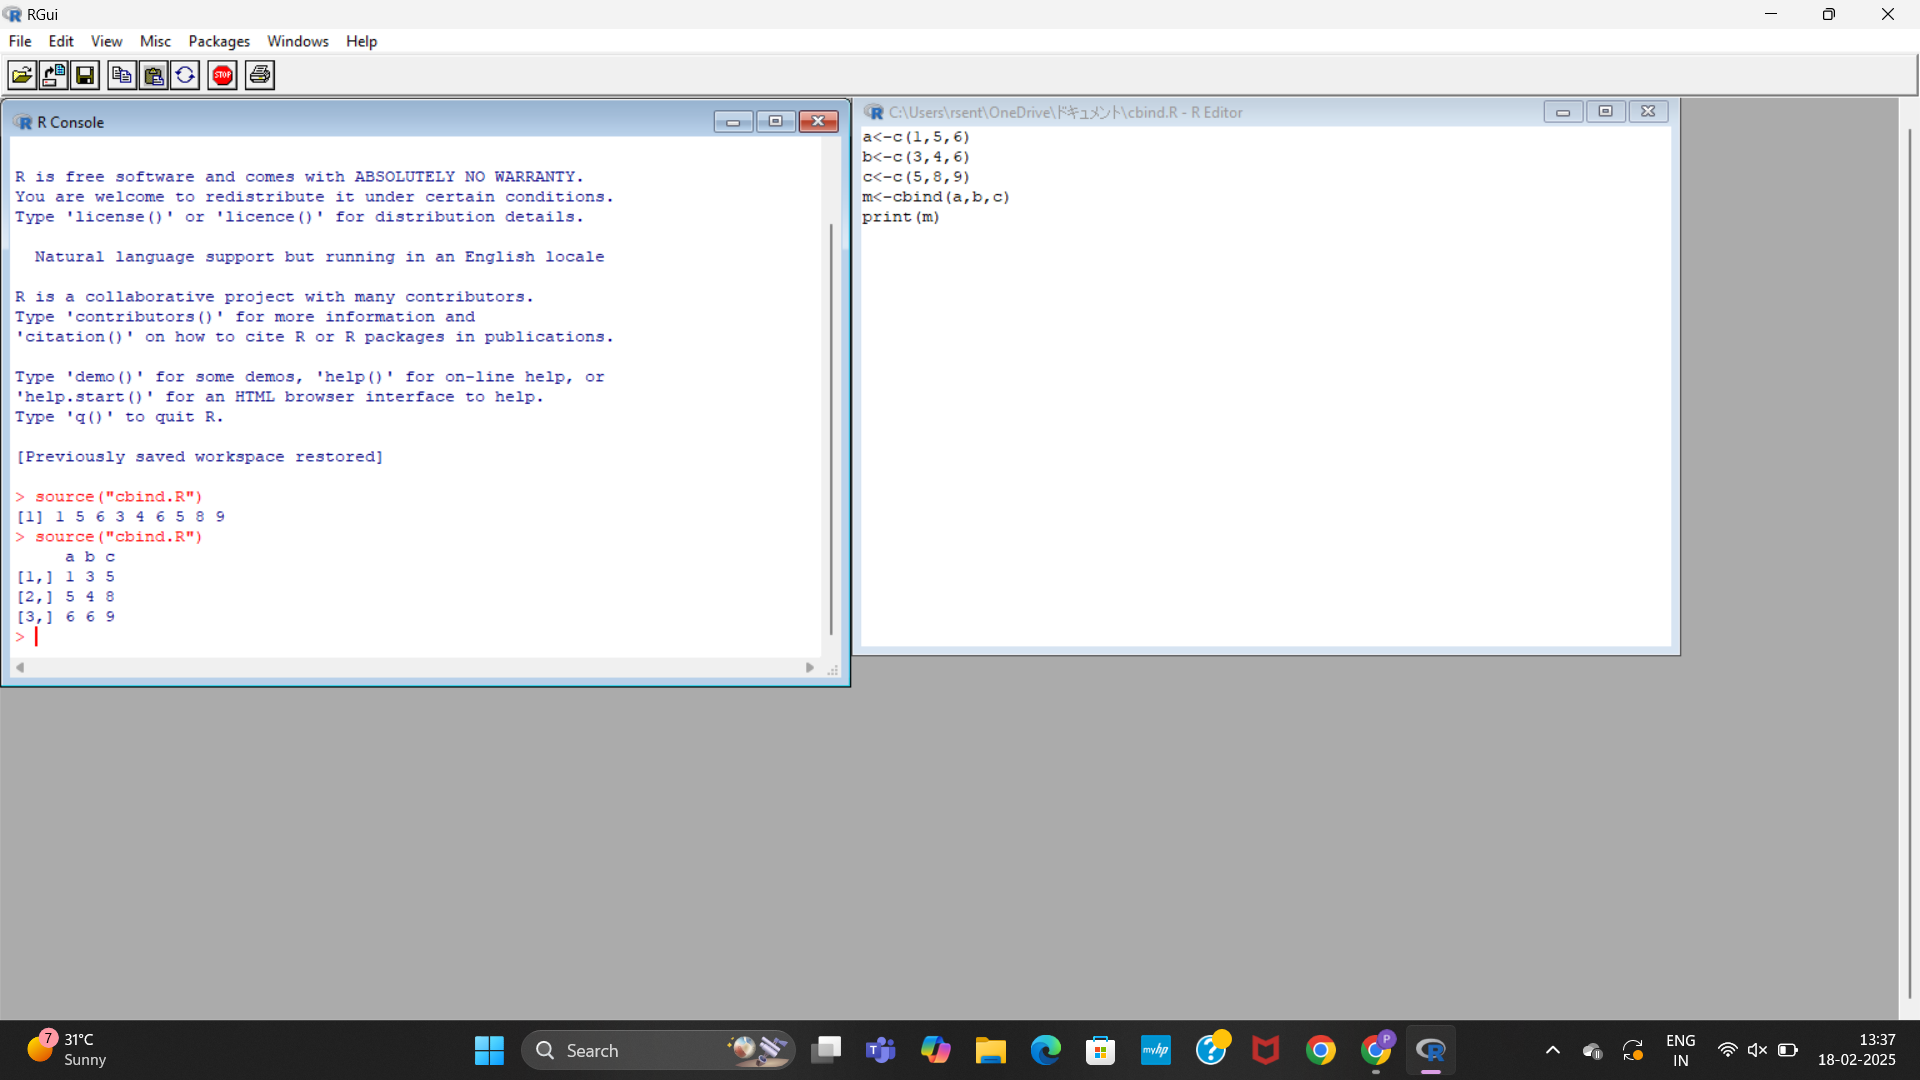 RGui
File Edit View Misc Packages Windows Help
STOP
R Console
R is free software and comes with ABSOLUTELY NO WARRANTY.
You are welcome to redistribute it under certain conditions.
Type 'license()' or 'licence()' for distribution details.
Natural language support but running in an English locale
R is a collaborative project with many contributors.
Type 'contributors()' for more information and
'citation()' on how to cite R or R packages in publications.
Type 'demo()' for some demos, 'help()' for on-line help, or
'help.start()' for an HTML browser interface to help.
Type 'q()' to quit R.
[Previously saved workspace restored]
> source("cbind.R")
[1] 1 5 6 3 4 6 5 8 9
> source("cbind.R")
a b c
[1,] 1 3 5
[2,] 5 4 8
[3,] 6 6 9
>
C:\Users\rsent\OneDrive\ドキュメント\cbind.R - R Editor
a<-c(1,5,6)
b<-c(3,4,6)
c<-c(5,8,9)
m<-cbind(a,b,c)
print(m)
7
31°C
Sunny
Search
myhp
P
ENG
IN
13:37
18-02-2025